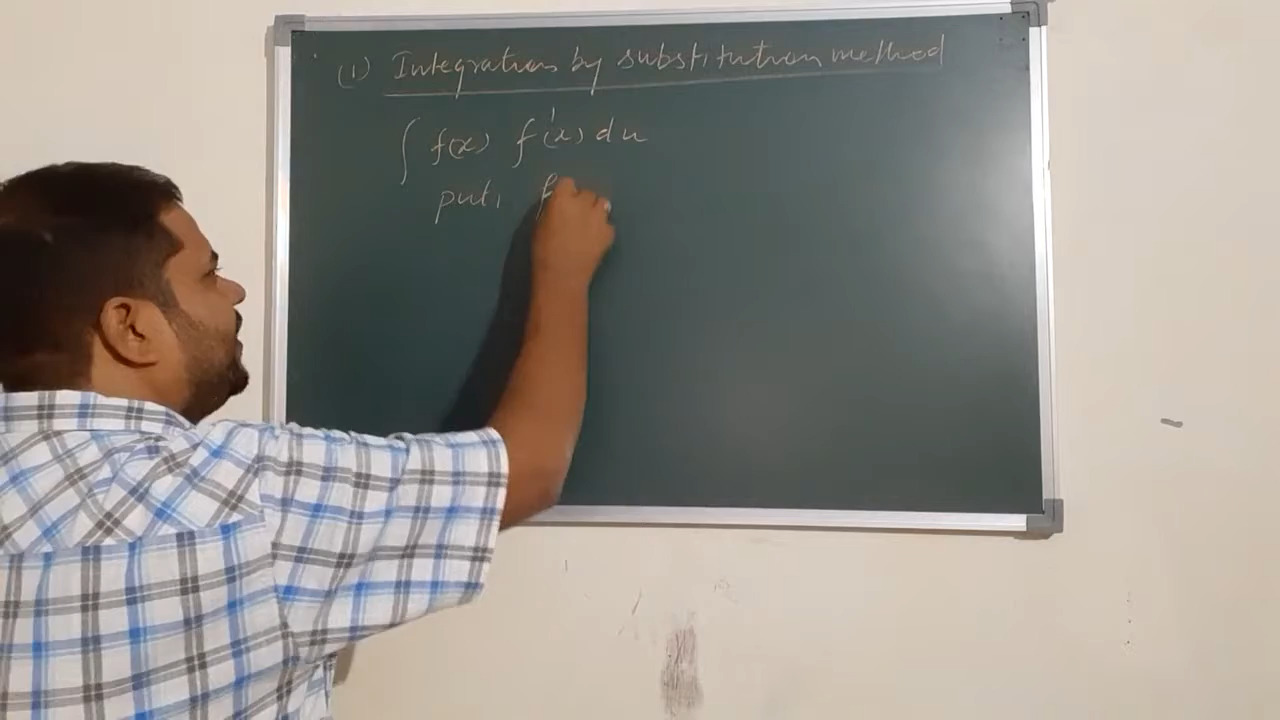 (1) Integration by substitution method
∫ f(x) f'(x) dx
put, f